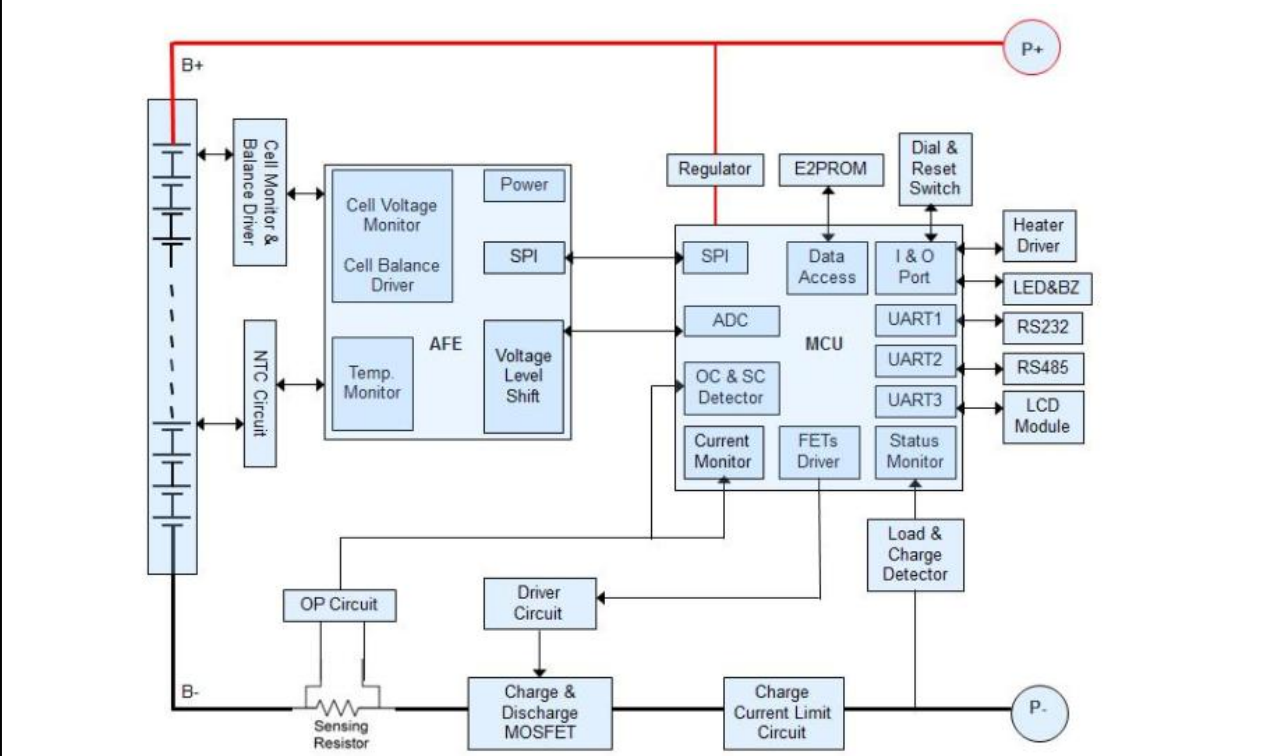 B+
P+
Cell Monitor &
Balance Driver
Cell Voltage
Monitor
Cell Balance
Driver
Power
SPI
AFE
Temp.
Monitor
Voltage
Level
Shift
NTC Circuit
Regulator
E2PROM
Dial &
Reset
Switch
SPI
Data
Access
I & O
Port
Heater
Driver
LED&BZ
ADC
MCU
UART1
RS232
OC & SC
Detector
UART2
RS485
UART3
LCD
Module
Current
Monitor
FETs
Driver
Status
Monitor
Load &
Charge
Detector
OP Circuit
Driver
Circuit
B-
Sensing
Resistor
Charge &
Discharge
MOSFET
Charge
Current Limit
Circuit
P-